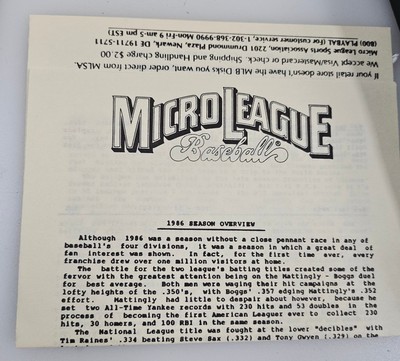 If your retail store doesn't have the MLB Disks you want, order direct from MLSA.
We accept Visa/Mastercard or check. Shipping and Handling charge $2.00
Micro League Sports Association, 2201 Drummond Plaza, Newark, DE 19711-5711
(800) PLAYBAL (For customer service, 1-302-368-9990 Mon-Fri 9 am-5 pm EST)
MICRO LEAGUE
Baseball®
1986 SEASON OVERVIEW
Although 1986 was a season without a close pennant race in any of
baseball's four divisions, it was a season in which a great deal of
fan interest was shown. In fact, for the first time ever, every
franchise drew over one million visitors at home.
The battle for the two league's batting titles created some of the
fervor with the greatest attention being on the Mattingly - Boggs duel
for best average. Both men were waging their hit campaigns at the
lofty heights of the .350's, with Boggs' .357 edging Mattingly's .352
effort. Mattingly had little to despair about however, because he
set two All-Time Yankee records with 230 hits and 53 doubles in the
process of becoming the first American Leaguer ever to collect 230
hits, 30 homers, and 100 RBI in the same season.
The National League title was fought at the lower "decibles" with
Tim Raines' .334 beating Steve Sax (.332) and Tony Gwyn (.329) on the